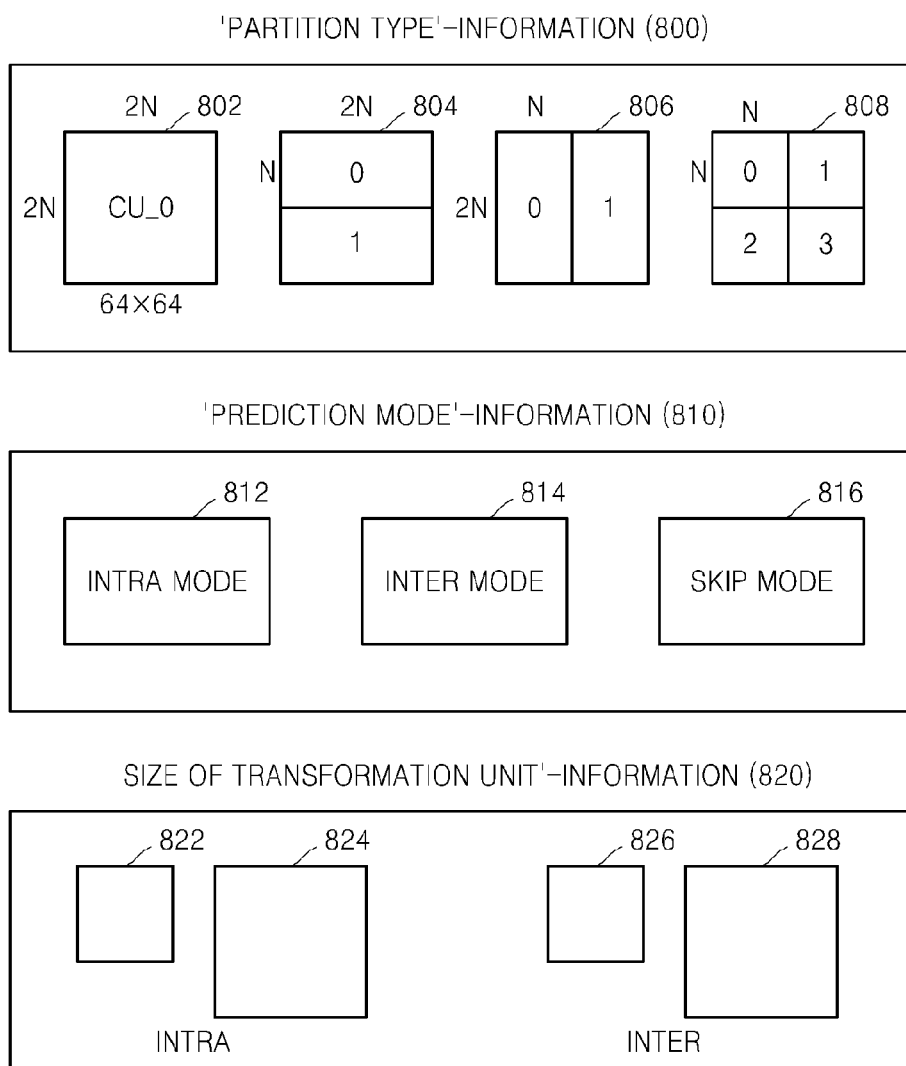 'PARTITION TYPE'-INFORMATION (800)
2N 802 2N 804 N 806 N 808
2N CU_0 N 0 1 2N 0 1 N 0 1 2 3
64×64
'PREDICTION MODE'-INFORMATION (810)
812 814 816
INTRA MODE INTER MODE SKIP MODE
SIZE OF TRANSFORMATION UNIT'-INFORMATION (820)
822 824 826 828
INTRA INTER